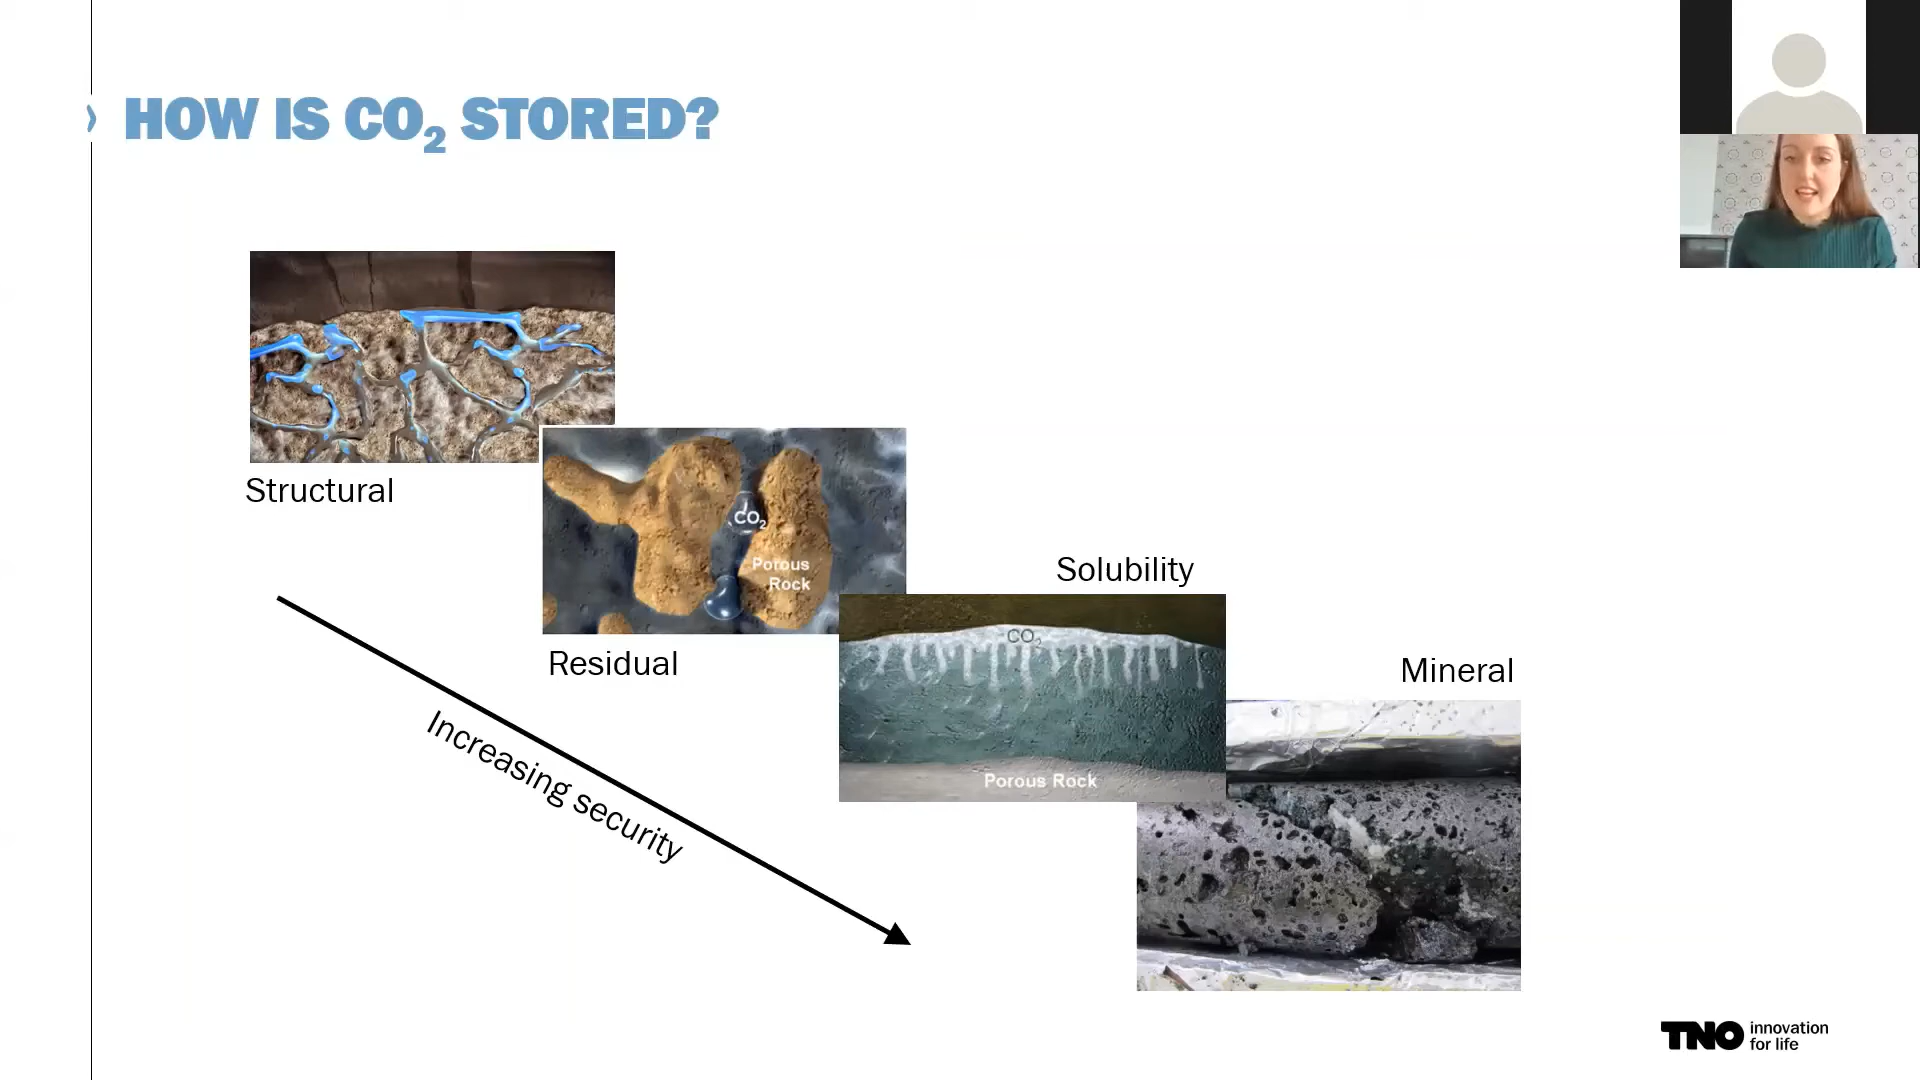 HOW IS CO₂ STORED?
Structural
CO₂
Porous
Rock
Residual
Solubility
CO₂
Porous Rock
Mineral
Increasing security
TNO innovation
for life